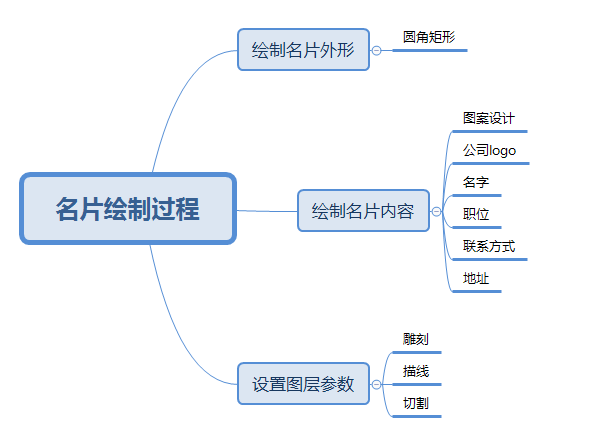 名片绘制过程
绘制名片外形
圆角矩形
绘制名片内容
图案设计
公司logo
名字
职位
联系方式
地址
设置图层参数
雕刻
描线
切割